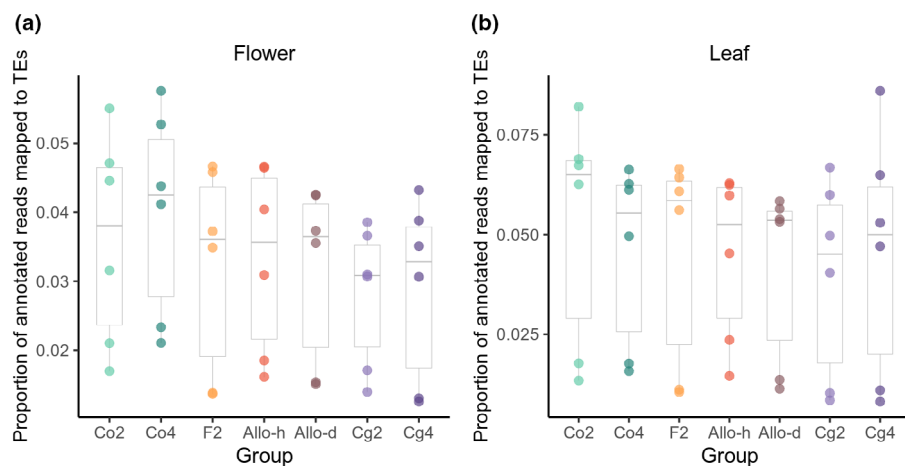 (a)
Flower
Proportion of annotated reads mapped to TEs
0.05
0.04
0.03
0.02
Co2 Co4 F2 Allo-h Allo-d Cg2 Cg4
Group
(b)
Leaf
Proportion of annotated reads mapped to TEs
0.075
0.050
0.025
Co2 Co4 F2 Allo-h Allo-d Cg2 Cg4
Group